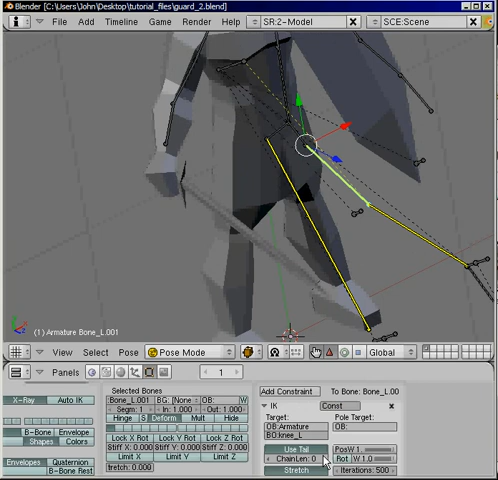 Blender [C:\Users\John\Desktop\tutorial_files\guard_2.blend]
File Add Timeline Game Render Help SR:2-Model SCE:Scene
(1) Armature Bone_L.001
View Select Pose Pose Mode Global
Panels 1
X-Ray Auto IK
B-Bone Envelope
Shapes Colors
Envelopes Quaternion
B-Bone Rest
Selected Bones
Bone_L.001 BG: [None OB: W
Segm: 1 In: 1.000 Out: 1.000
Hinge S Deform Mult Hide
Lock X Rot Lock Y Rot Lock Z Rot
Stiff X: 0.000 Stiff Y: 0.000 Stiff Z: 0.000
Limit X Limit Y Limit Z
tretch: 0.000
Add Constraint To Bone: Bone_L.00
IK Const
Target: Pole Target:
OB:Armature OB:
BO:knee_L
Use Tail PosW 1.
ChainLen: 0 Rot W 1.0
Stretch Iterations: 500